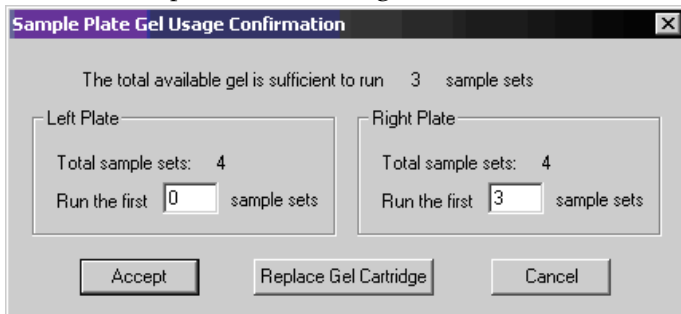 Sample Plate Gel Usage Confirmation
The total available gel is sufficient to run 3 sample sets
Left Plate
Total sample sets: 4
Run the first 0 sample sets
Right Plate
Total sample sets: 4
Run the first 3 sample sets
Accept
Replace Gel Cartridge
Cancel